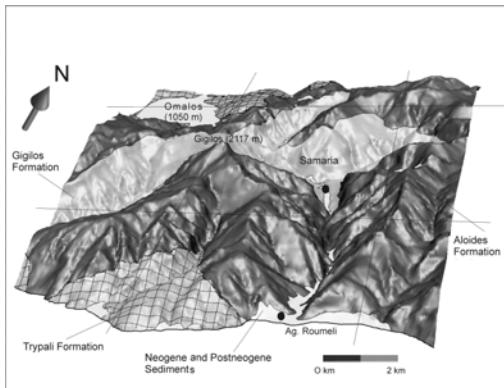 N
Omalos
(1050 m)
Gigilos (2117 m)
Samaria
Gigilos
Formation
Aloides
Formation
Trypali Formation
Ag. Roumeli
Neogene and Postneogene
Sediments
0 km
2 km